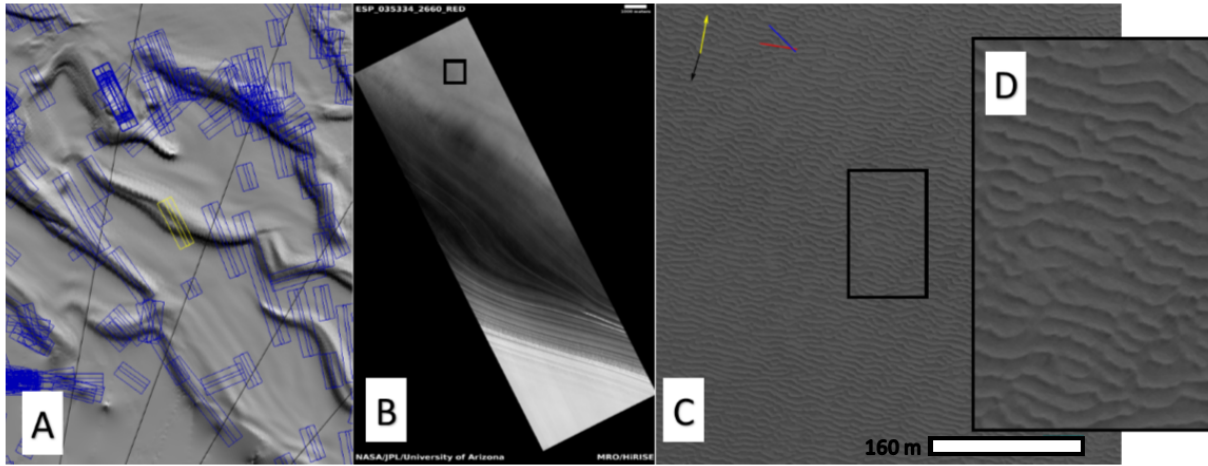 A
ESP_035334_2660_RED
B
NASA/JPL/University of Arizona
MRO/HiRISE
C
D
160 m